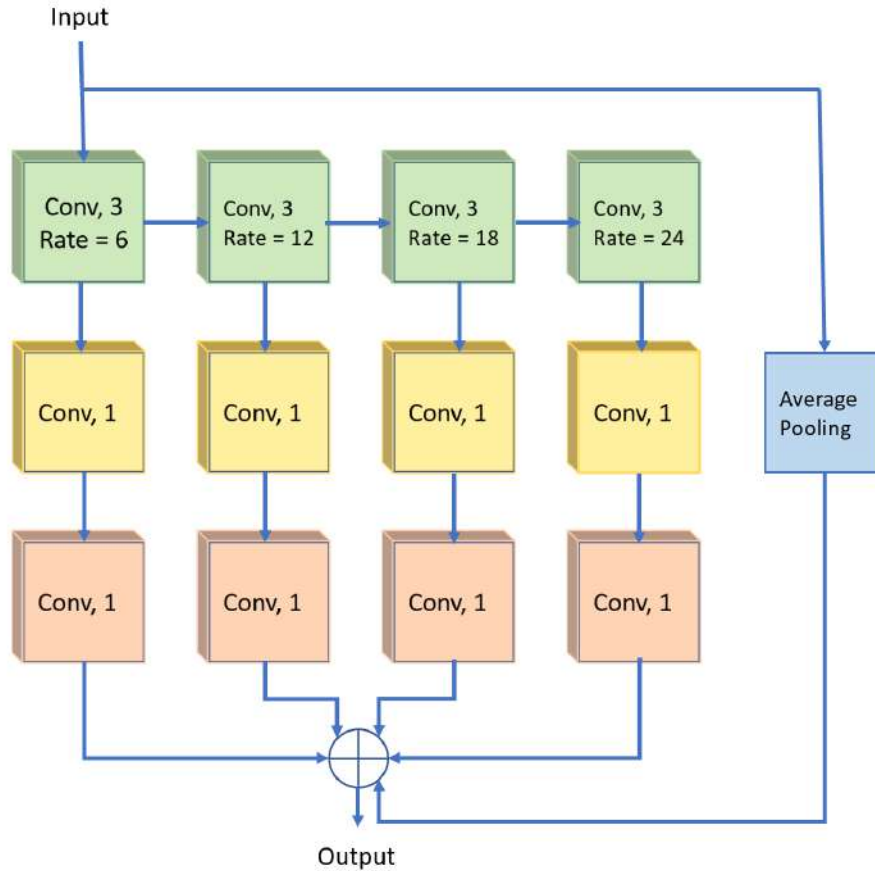 Input
Conv, 3
Rate = 6
Conv, 3
Rate = 12
Conv, 3
Rate = 18
Conv, 3
Rate = 24
Conv, 1
Conv, 1
Conv, 1
Conv, 1
Average
Pooling
Conv, 1
Conv, 1
Conv, 1
Conv, 1
Output